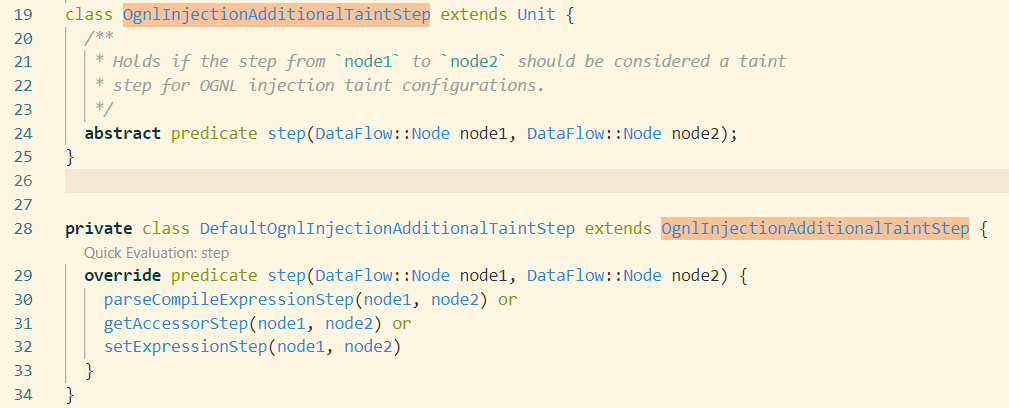 19 class OgnlInjectionAdditionalTaintStep extends Unit {
20   /**
21    * Holds if the step from `node1` to `node2` should be considered a taint
22    * step for OGNL injection taint configurations.
23    */
24   abstract predicate step(DataFlow::Node node1, DataFlow::Node node2);
25 }
26
27
28 private class DefaultOgnlInjectionAdditionalTaintStep extends OgnlInjectionAdditionalTaintStep {
Quick Evaluation: step
29   override predicate step(DataFlow::Node node1, DataFlow::Node node2) {
30     parseCompileExpressionStep(node1, node2) or
31     getAccessorStep(node1, node2) or
32     setExpressionStep(node1, node2)
33   }
34 }